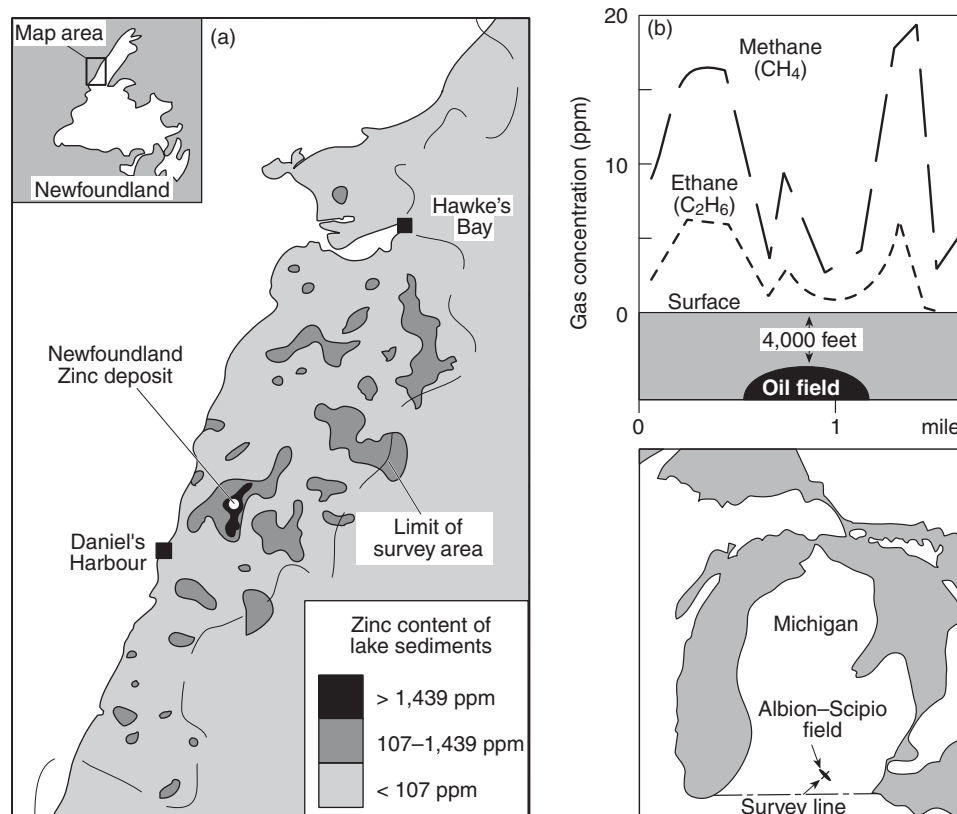 (a)
Map area
Newfoundland
Hawke's
Bay
Newfoundland
Zinc deposit
Limit of
survey area
Daniel's
Harbour
Zinc content of
lake sediments
> 1,439 ppm
107–1,439 ppm
< 107 ppm
(b)
20
10
0
Gas concentration (ppm)
Methane
(CH4)
Ethane
(C2H6)
Surface
4,000 feet
Oil field
0
1
mile
Michigan
Albion–Scipio
field
Survey line